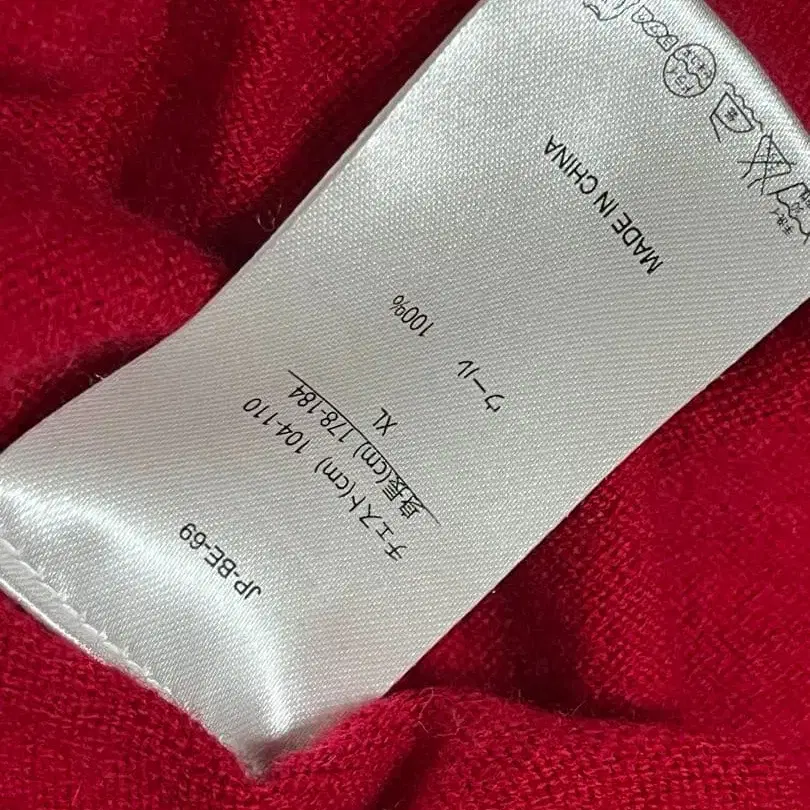 JP-BE-69
チェスト(cm) 104-110
身長(cm) 178-184
XL
ウール 100%
MADE IN CHINA